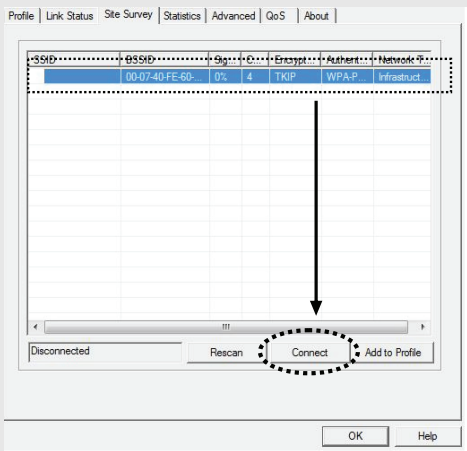 Profile Link Status Site Survey Statistics Advanced QoS About
SSID BSSID Sig... C... Encrypt... Authent... Network T...
00-07-40-FE-60-... 0% 4 TKIP WPA-P... Infrastruct...
Disconnected Rescan Connect Add to Profile
OK Help